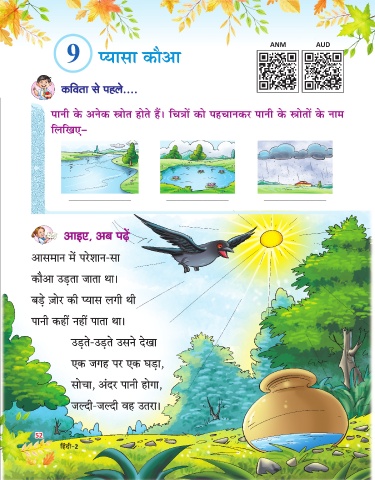 9 प्यासा कौआ
ANM AUD
कविता से पहले....
पानी के अनेक स्रोत होते हैं। चित्रों को पहचानकर पानी के स्रोतों के नाम
लिखिए–
आइए, अब पढ़ें
आसमान में परेशान-सा
कौआ उड़ता जाता था।
बड़े ज़ोर की प्यास लगी थी
पानी कहीं नहीं पाता था।
उड़ते-उड़ते उसने देखा
एक जगह पर एक घड़ा,
सोचा, अंदर पानी होगा,
जल्दी-जल्दी वह उतरा।
52
हिंदी-2